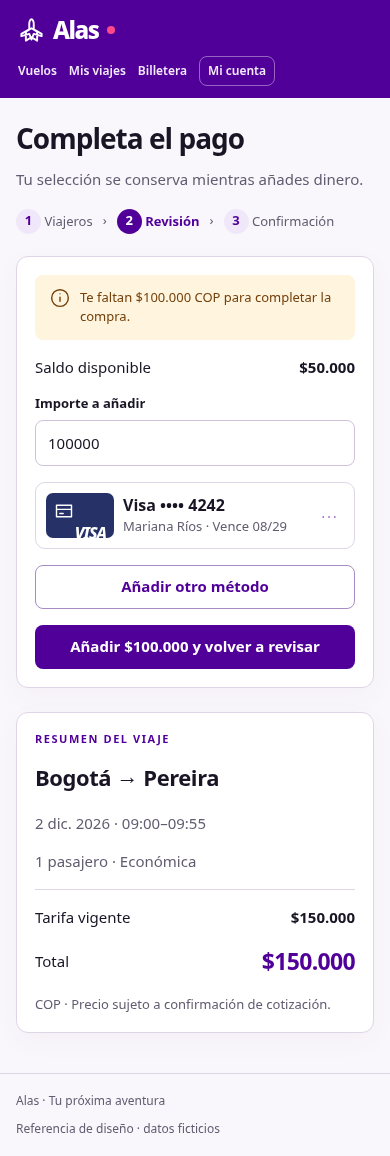 Alas
Vuelos Mis viajes Billetera Mi cuenta
Completa el pago
Tu selección se conserva mientras añades dinero.
1 Viajeros › 2 Revisión › 3 Confirmación
Te faltan $100.000 COP para completar la
compra.
Saldo disponible $50.000
Importe a añadir
100000
VISA
Visa •••• 4242
Mariana Ríos · Vence 08/29
···
Añadir otro método
Añadir $100.000 y volver a revisar
RESUMEN DEL VIAJE
Bogotá → Pereira
2 dic. 2026 · 09:00–09:55
1 pasajero · Económica
Tarifa vigente $150.000
Total $150.000
COP · Precio sujeto a confirmación de cotización.
Alas · Tu próxima aventura
Referencia de diseño · datos ficticios